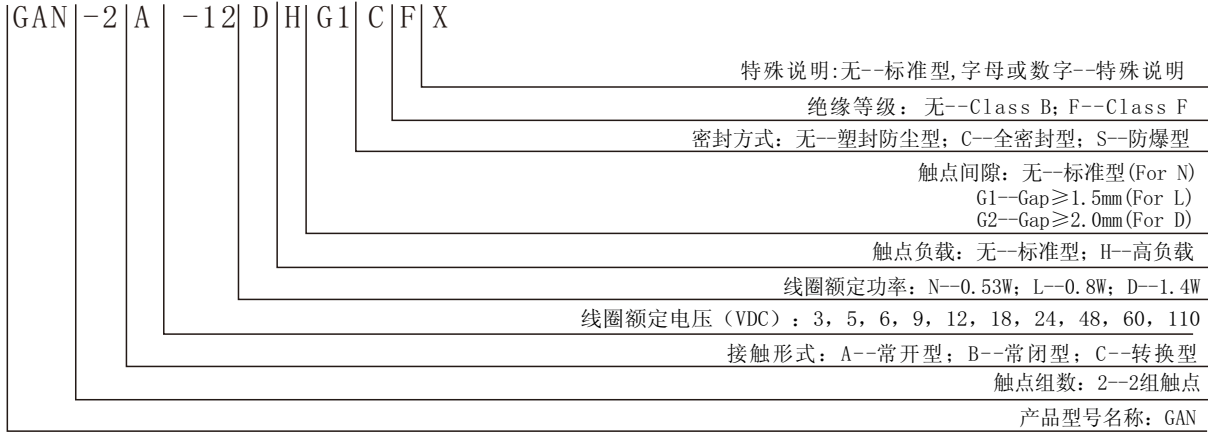 GAN-2A -12DHG1CFX
特殊说明:无--标准型,字母或数字--特殊说明
绝缘等级：无--Class B; F--Class F
密封方式：无--塑封防尘型；C--全密封型；S--防爆型
触点间隙：无--标准型(For N)
G1--Gap≥1.5mm(For L)
G2--Gap≥2.0mm(For D)
触点负载：无--标准型；H--高负载
线圈额定功率：N--0.53W；L--0.8W；D--1.4W
线圈额定电压（VDC）：3，5，6，9，12，18，24，48，60，110
接触形式：A--常开型；B--常闭型；C--转换型
触点组数：2--2组触点
产品型号名称：GAN